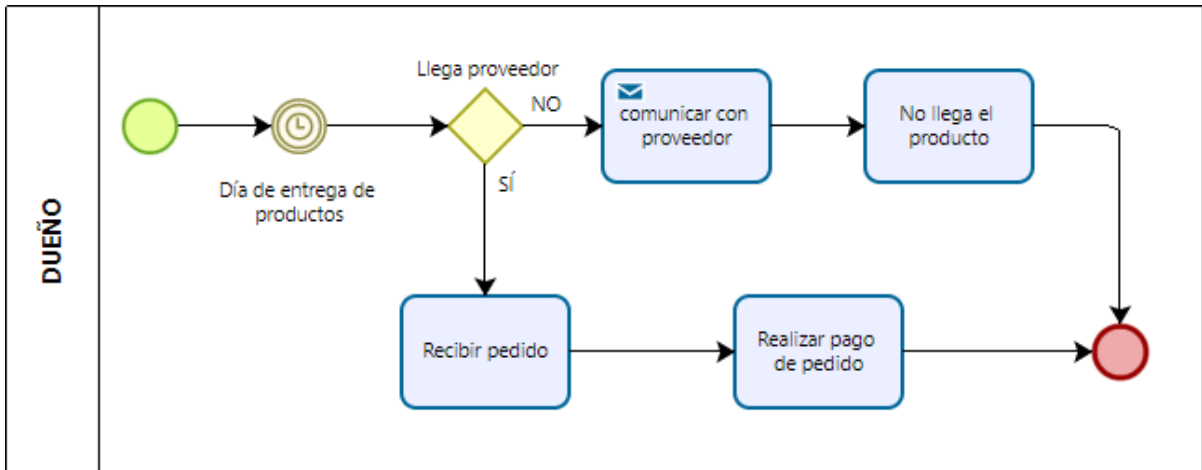 DUEÑO
Día de entrega de
productos
Llega proveedor
NO
SÍ
comunicar con
proveedor
No llega el
producto
Recibir pedido
Realizar pago
de pedido